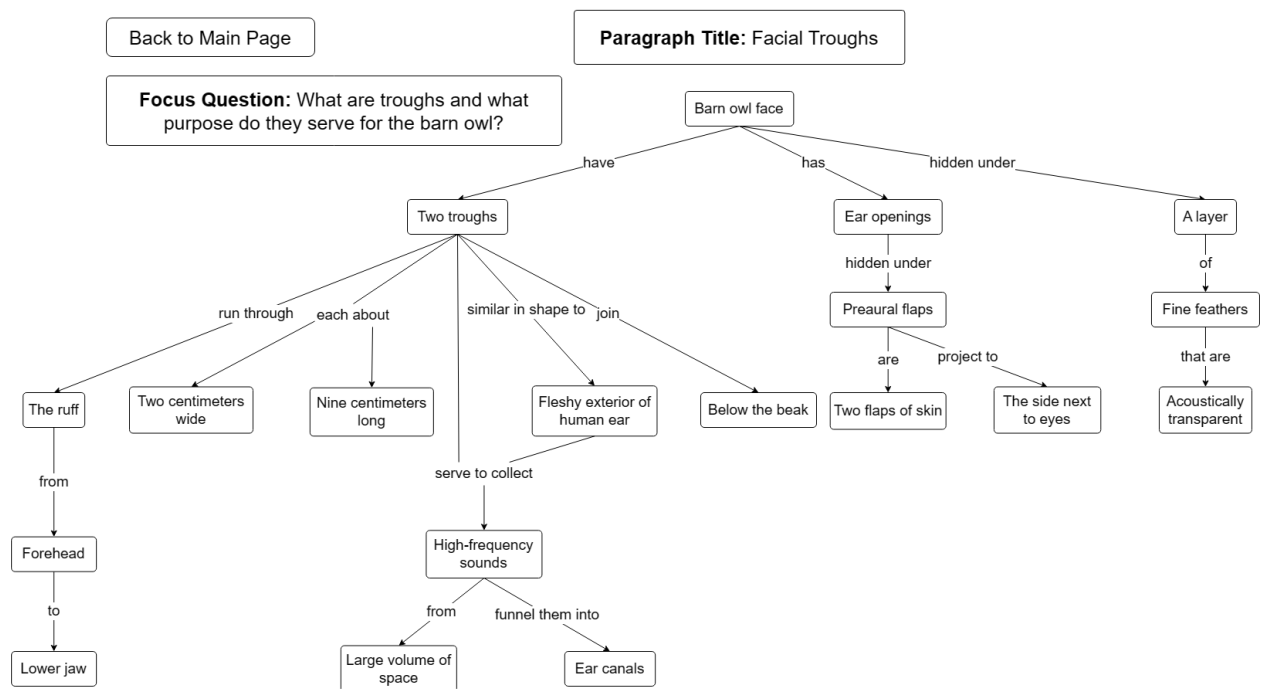 Back to Main Page
Paragraph Title: Facial Troughs
Focus Question: What are troughs and what
purpose do they serve for the barn owl?
Barn owl face
have
has
hidden under
Two troughs
Ear openings
A layer
hidden under
of
run through
each about
similar in shape to
join
Preaural flaps
Fine feathers
are
project to
that are
The ruff
Two centimeters
wide
Nine centimeters
long
Fleshy exterior of
human ear
Below the beak
Two flaps of skin
The side next
to eyes
Acoustically
transparent
from
serve to collect
Forehead
High-frequency
sounds
to
from
funnel them into
Lower jaw
Large volume of
space
Ear canals